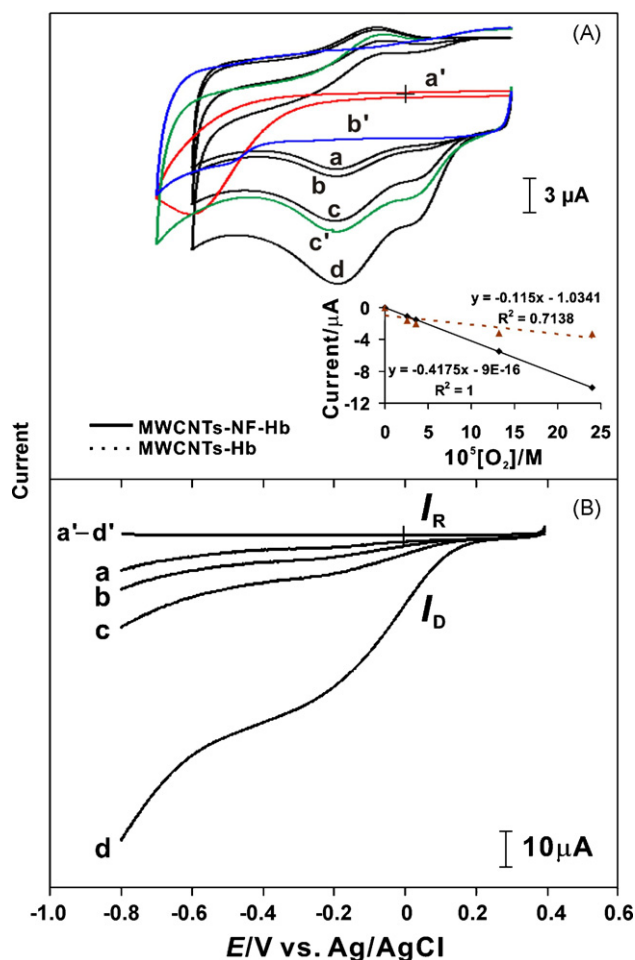 (A)
a'
b'
a
b
c
c'
d
3 µA
y = -0.115x - 1.0341
R² = 0.7138
y = -0.4175x - 9E-16
R² = 1
Current/µA
0
-4
-8
-12
0 5 10 15 20 25
10⁵[O₂]/M
MWCNTs-NF-Hb
MWCNTs-Hb
Current
(B)
a'–d'
I_R
a
b
c
I_D
d
10µA
-1.0 -0.8 -0.6 -0.4 -0.2 0 0.2 0.4 0.6
E/V vs. Ag/AgCl